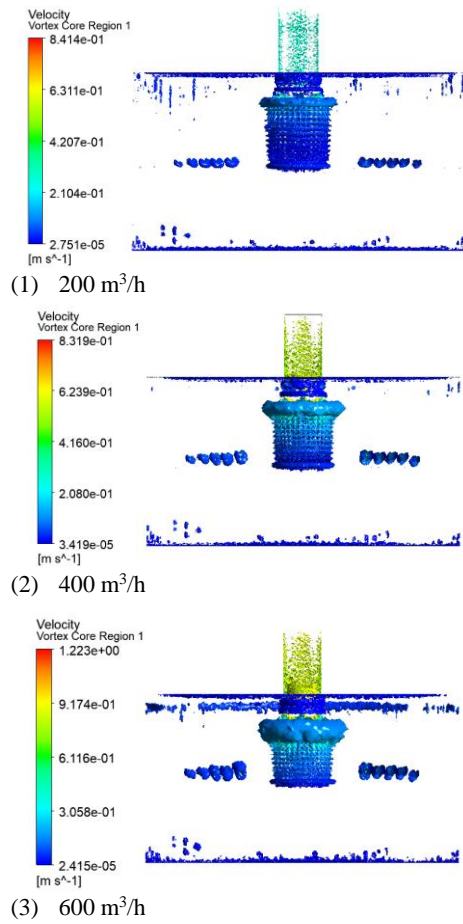 Velocity
Vortex Core Region 1
8.414e-01
6.311e-01
4.207e-01
2.104e-01
2.751e-05
[m s^-1]
(1) 200 m³/h
Velocity
Vortex Core Region 1
8.319e-01
6.239e-01
4.160e-01
2.080e-01
3.419e-05
[m s^-1]
(2) 400 m³/h
Velocity
Vortex Core Region 1
1.223e+00
9.174e-01
6.116e-01
3.058e-01
2.415e-05
[m s^-1]
(3) 600 m³/h